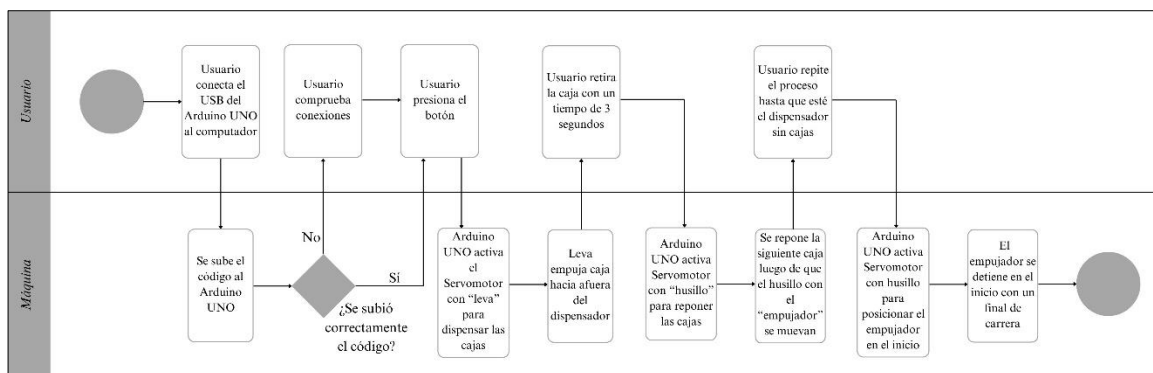 Usuario
Usuario
conecta el
USB del
Arduino UNO
al computador
Usuario
comprueba
conexiones
Usuario
presiona el
botón
Usuario retira
la caja con un
tiempo de 3
segundos
Usuario repite
el proceso
hasta que esté
el dispensador
sin cajas
Máquina
Se sube el
código al
Arduino
UNO
No
Sí
¿Se subió
correctamente
el código?
Arduino
UNO activa
el
Servomotor
con “leva”
para
dispensar las
cajas
Leva
empuja caja
hacia afuera
del
dispensador
Arduino
UNO activa
Servomotor
con “husillo”
para reponer
las cajas
Se repone la
siguiente caja
luego de que
el husillo con
el
“empujador”
se muevan
Arduino
UNO activa
Servomotor
con husillo
para
posicionar el
empujador
en el inicio
El
empujador se
detiene en el
inicio con un
final de
carrera